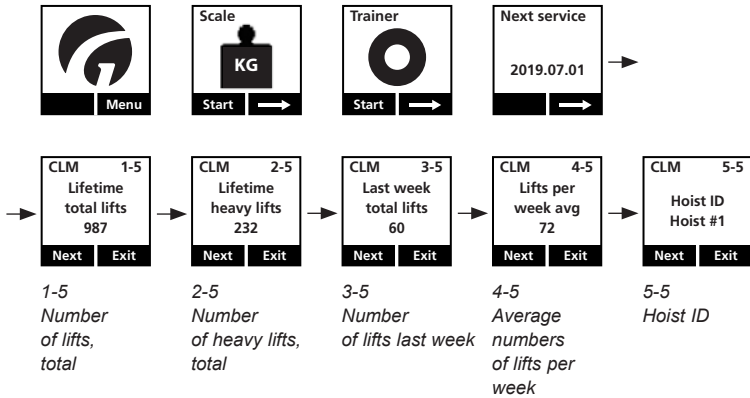 Menu
Scale
KG
Start
Trainer
Start
Next service
2019.07.01
CLM 1-5
Lifetime
total lifts
987
Next Exit
CLM 2-5
Lifetime
heavy lifts
232
Next Exit
CLM 3-5
Last week
total lifts
60
Next Exit
CLM 4-5
Lifts per
week avg
72
Next Exit
CLM 5-5
Hoist ID
Hoist #1
Next Exit
1-5
Number
of lifts,
total
2-5
Number
of heavy lifts,
total
3-5
Number
of lifts last week
4-5
Average
numbers
of lifts per
week
5-5
Hoist ID